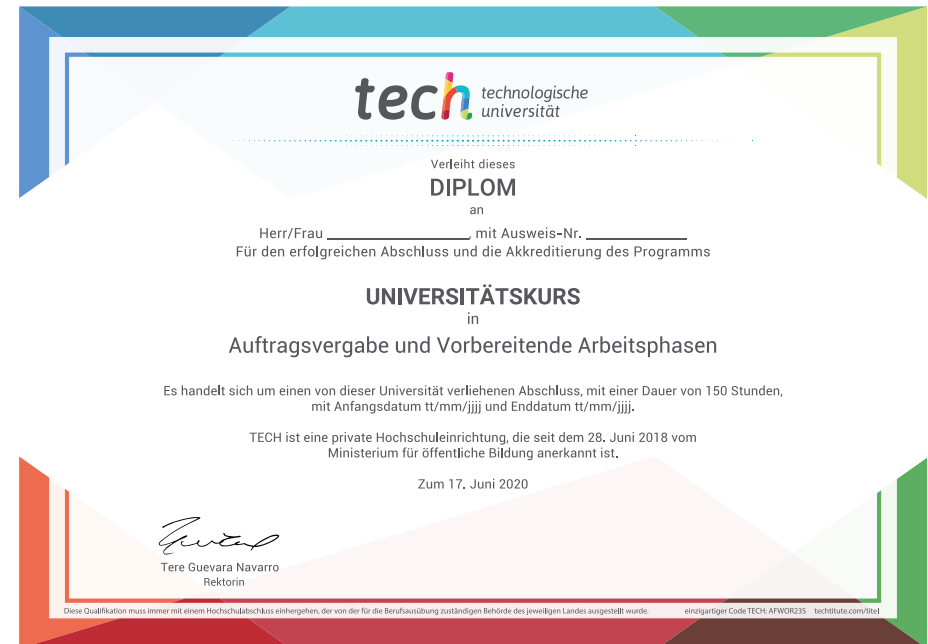 tech technologische
universität
Verleiht dieses
DIPLOM
an
Herr/Frau ____________________, mit Ausweis-Nr. ______________
Für den erfolgreichen Abschluss und die Akkreditierung des Programms
UNIVERSITÄTSKURS
in
Auftragsvergabe und Vorbereitende Arbeitsphasen
Es handelt sich um einen von dieser Universität verliehenen Abschluss, mit einer Dauer von 150 Stunden,
mit Anfangsdatum tt/mm/jjjj und Enddatum tt/mm/jjjj.
TECH ist eine private Hochschuleinrichtung, die seit dem 28. Juni 2018 vom
Ministerium für öffentliche Bildung anerkannt ist.
Zum 17. Juni 2020
Tere Guevara Navarro
Rektorin
Diese Qualifikation muss immer mit einem Hochschulabschluss einhergehen, der von der für die Berufsausübung zuständigen Behörde des jeweiligen Landes ausgestellt wurde. einzigartiger Code TECH: AFWOR23S techtitute.com/titel